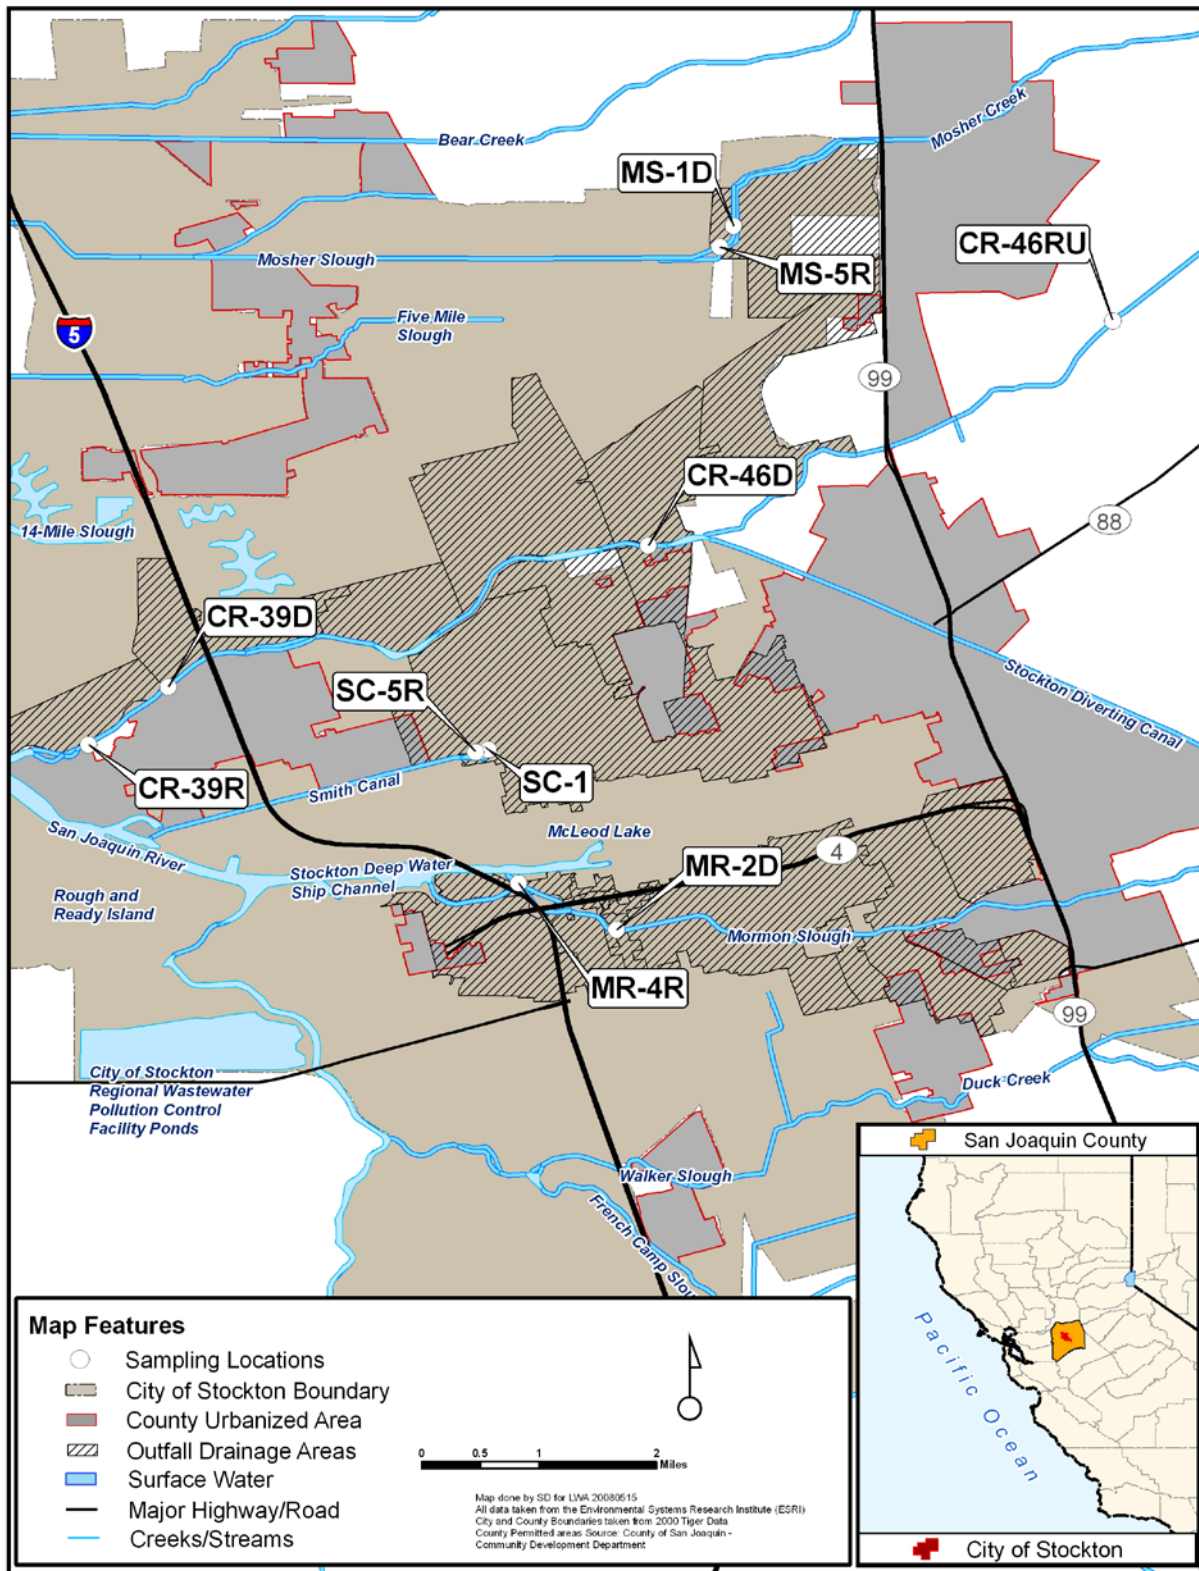 Bear Creek
Mosher Creek
MS-1D
CR-46RU
Mosher Slough
MS-5R
Five Mile
Slough
5
99
CR-46D
88
14-Mile Slough
CR-39D
SC-5R
Stockton Diverting Canal
SC-1
CR-39R
Smith Canal
San Joaquin River
McLeod Lake
4
MR-2D
Stockton Deep Water
Ship Channel
Rough and
Ready Island
Mormon Slough
MR-4R
99
City of Stockton
Regional Wastewater
Pollution Control
Facility Ponds
Duck Creek
Walker Slough
French Camp Slou
San Joaquin County
Pacific Ocean
City of Stockton
Map Features
Sampling Locations
City of Stockton Boundary
County Urbanized Area
Outfall Drainage Areas
Surface Water
Major Highway/Road
Creeks/Streams
0 0.5 1 2
Miles
Map done by SD for LWA 20080515
All data taken from the Environmental Systems Research Institute (ESRI)
City and County Boundaries taken from 2000 Tiger Data
County Permitted areas Source: County of San Joaquin -
Community Development Department